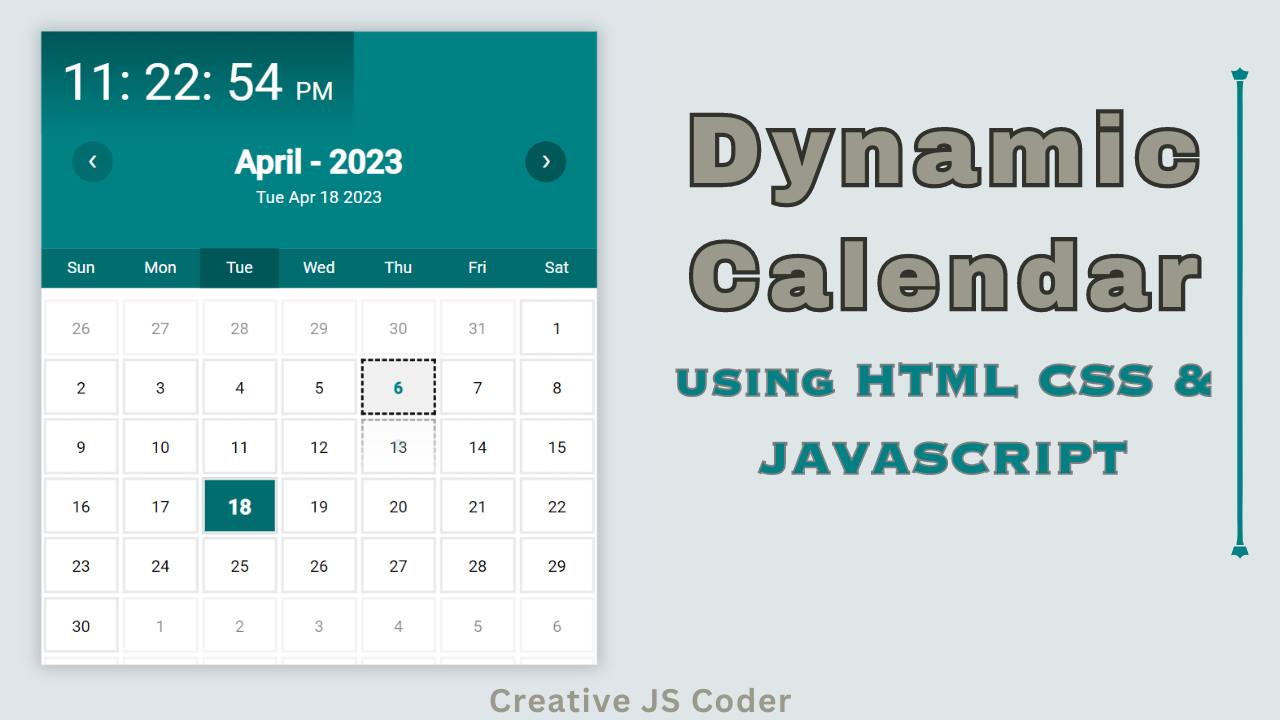 11: 22: 54 PM
‹ April - 2023 ›
Tue Apr 18 2023
Sun Mon Tue Wed Thu Fri Sat
26 27 28 29 30 31 1
2 3 4 5 6 7 8
9 10 11 12 13 14 15
16 17 18 19 20 21 22
23 24 25 26 27 28 29
30 1 2 3 4 5 6
Dynamic
Calendar
USING HTML CSS &
JAVASCRIPT
Creative JS Coder